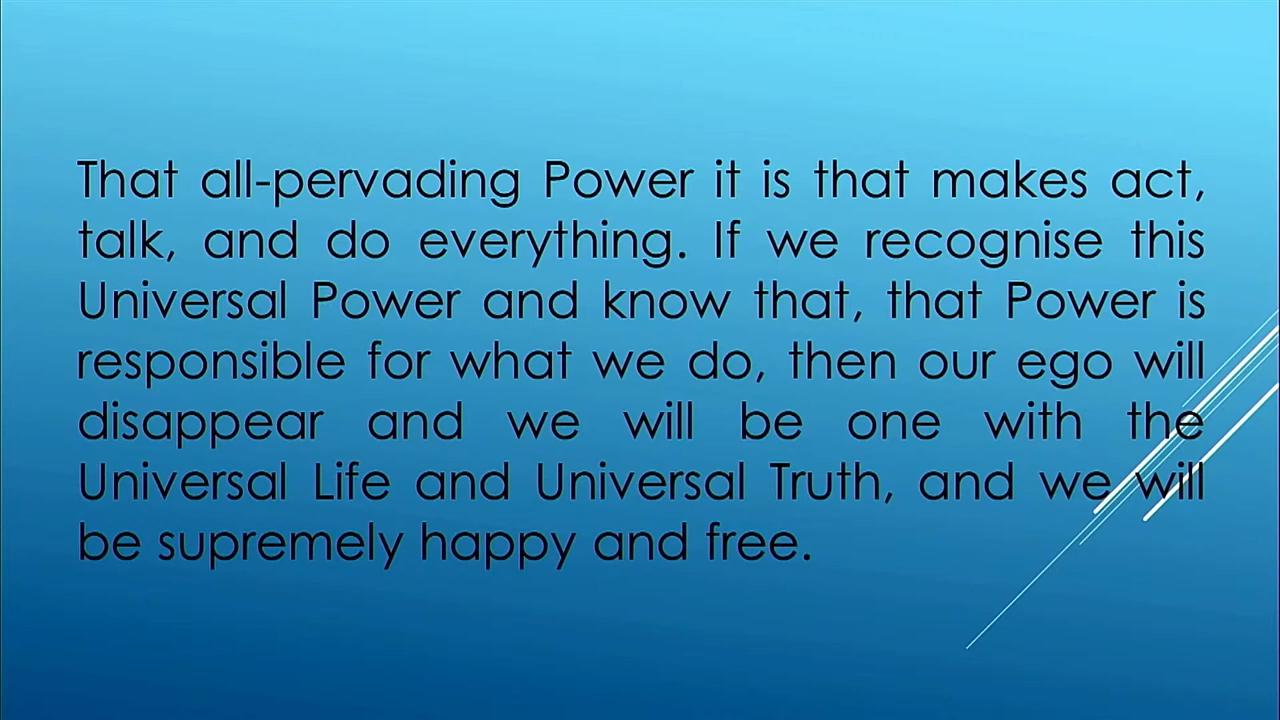 That all-pervading Power it is that makes act,
talk, and do everything. If we recognise this
Universal Power and know that, that Power is
responsible for what we do, then our ego will
disappear and we will be one with the
Universal Life and Universal Truth, and we will
be supremely happy and free.